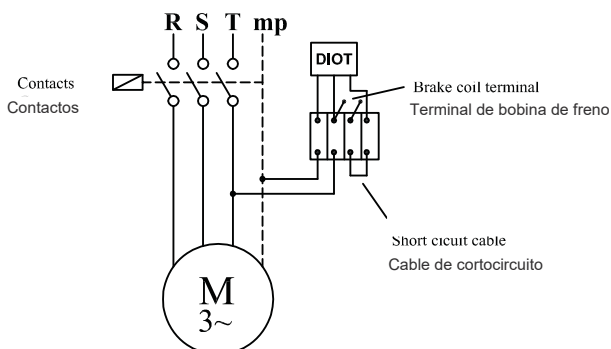 R S T mp
DIOT
Contacts
Contactos
Brake coil terminal
Terminal de bobina de freno
Short cicuit cable
Cable de cortocircuito
M
3~